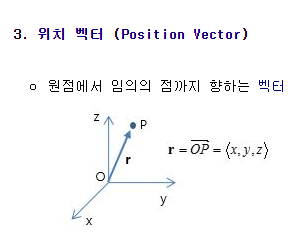 3. 위치 벡터 (Position Vector)
ㅇ 원점에서 임의의 점까지 향하는 벡터
z
P
r
r = \overline{OP} = ⟨x, y, z⟩
O
y
x